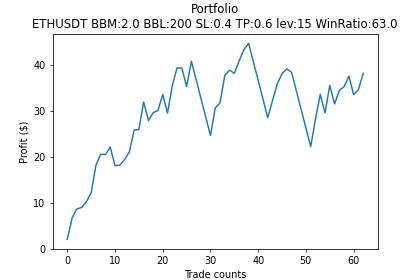 Portfolio
ETHUSDT BBM:2.0 BBL:200 SL:0.4 TP:0.6 lev:15 WinRatio:63.0
40
30
20
10
0
Profit ($)
0 10 20 30 40 50 60
Trade counts